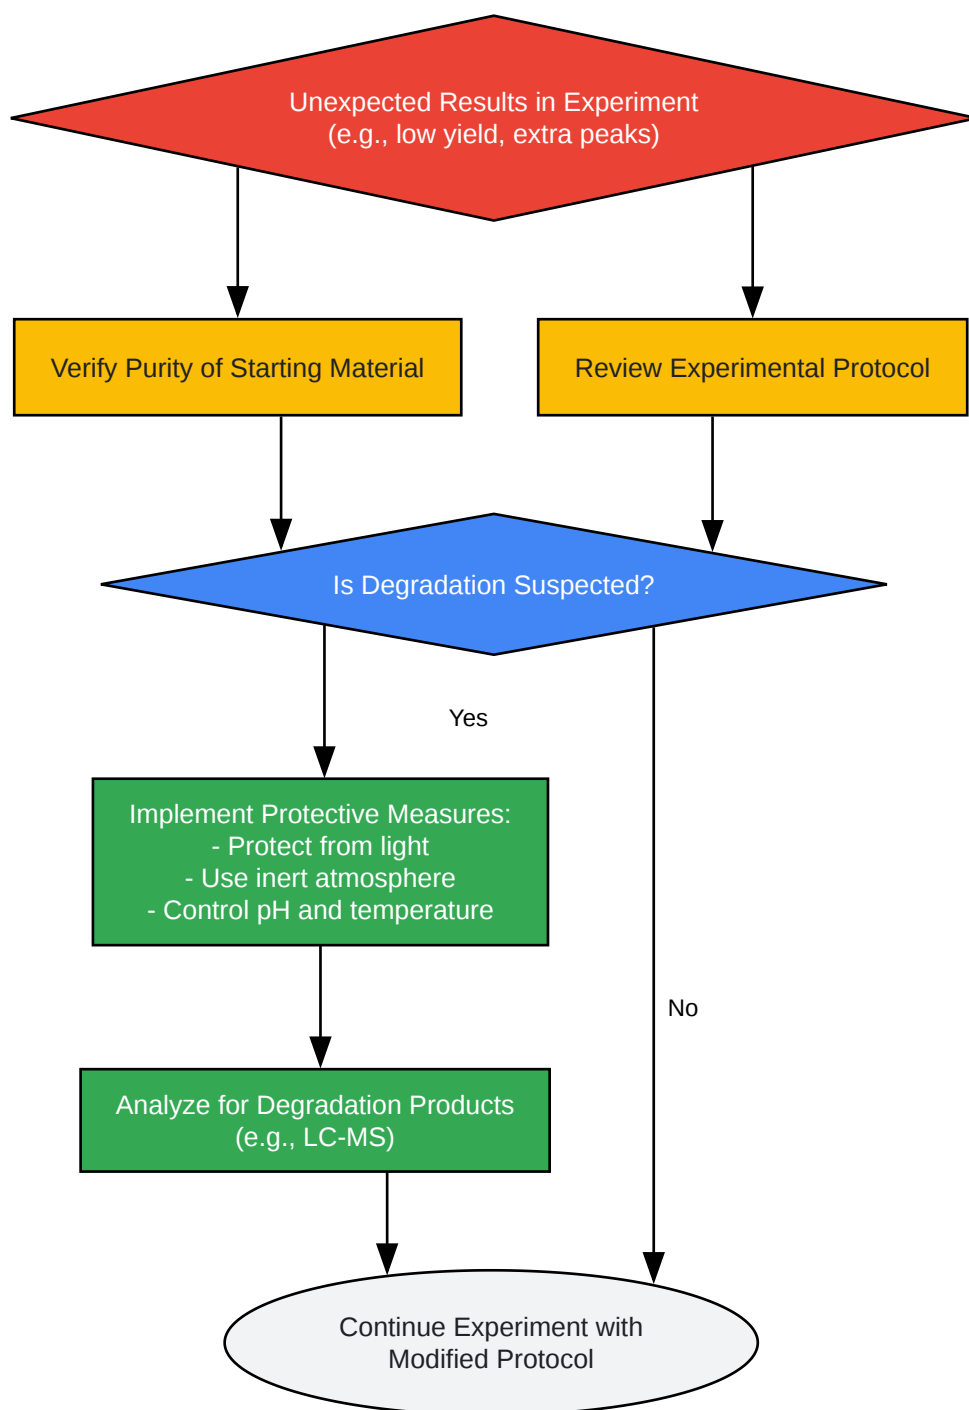 Unexpected Results in Experiment
(e.g., low yield, extra peaks)
Verify Purity of Starting Material
Review Experimental Protocol
Is Degradation Suspected?
Yes
Implement Protective Measures:
- Protect from light
- Use inert atmosphere
- Control pH and temperature
No
Analyze for Degradation Products
(e.g., LC-MS)
Continue Experiment with
Modified Protocol